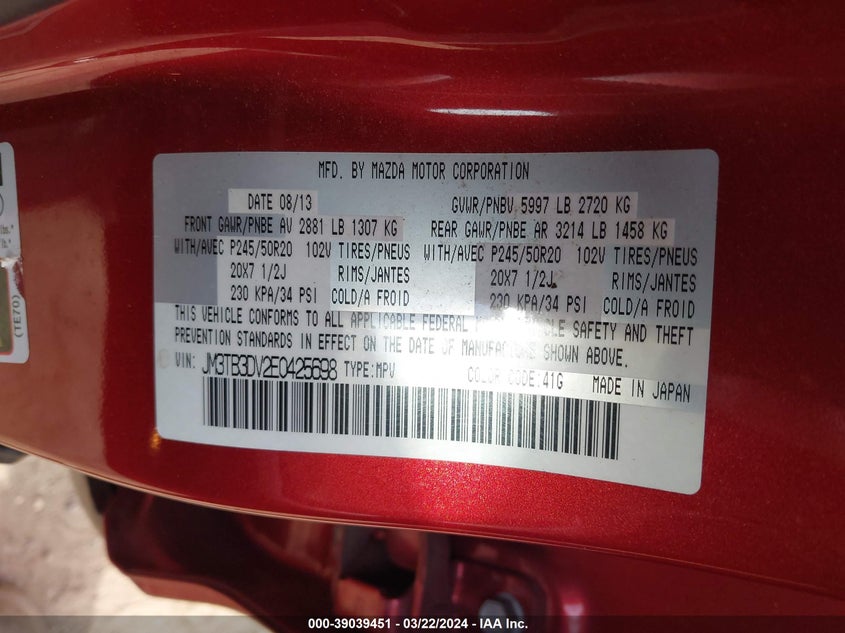 MFD. BY MAZDA MOTOR CORPORATION
DATE 08/13 GVWR/PNBV 5997 LB 2720 KG
FRONT GAWR/PNBE AV 2881 LB 1307 KG REAR GAWR/PNBE AR 3214 LB 1458 KG
WITH/AVEC P245/50R20 102V TIRES/PNEUS WITH/AVEC P245/50R20 102V TIRES/PNEUS
20X7 1/2J RIMS/JANTES 20X7 1/2J RIMS/JANTES
230 KPA/34 PSI COLD/A FROID 230 KPA/34 PSI COLD/A FROID
THIS VEHICLE CONFORMS TO ALL APPLICABLE FEDERAL VEHICLE SAFETY AND THEFT
PREVENTION STANDARDS IN EFFECT ON THE DATE OF MANUFACTURE SHOWN ABOVE.
VIN: JM3TB3DV2E0425698 TYPE:MPV COLOR CODE:41G MADE IN JAPAN
lbs.
(TE70)
000-39039451 - 03/22/2024 - IAA Inc.